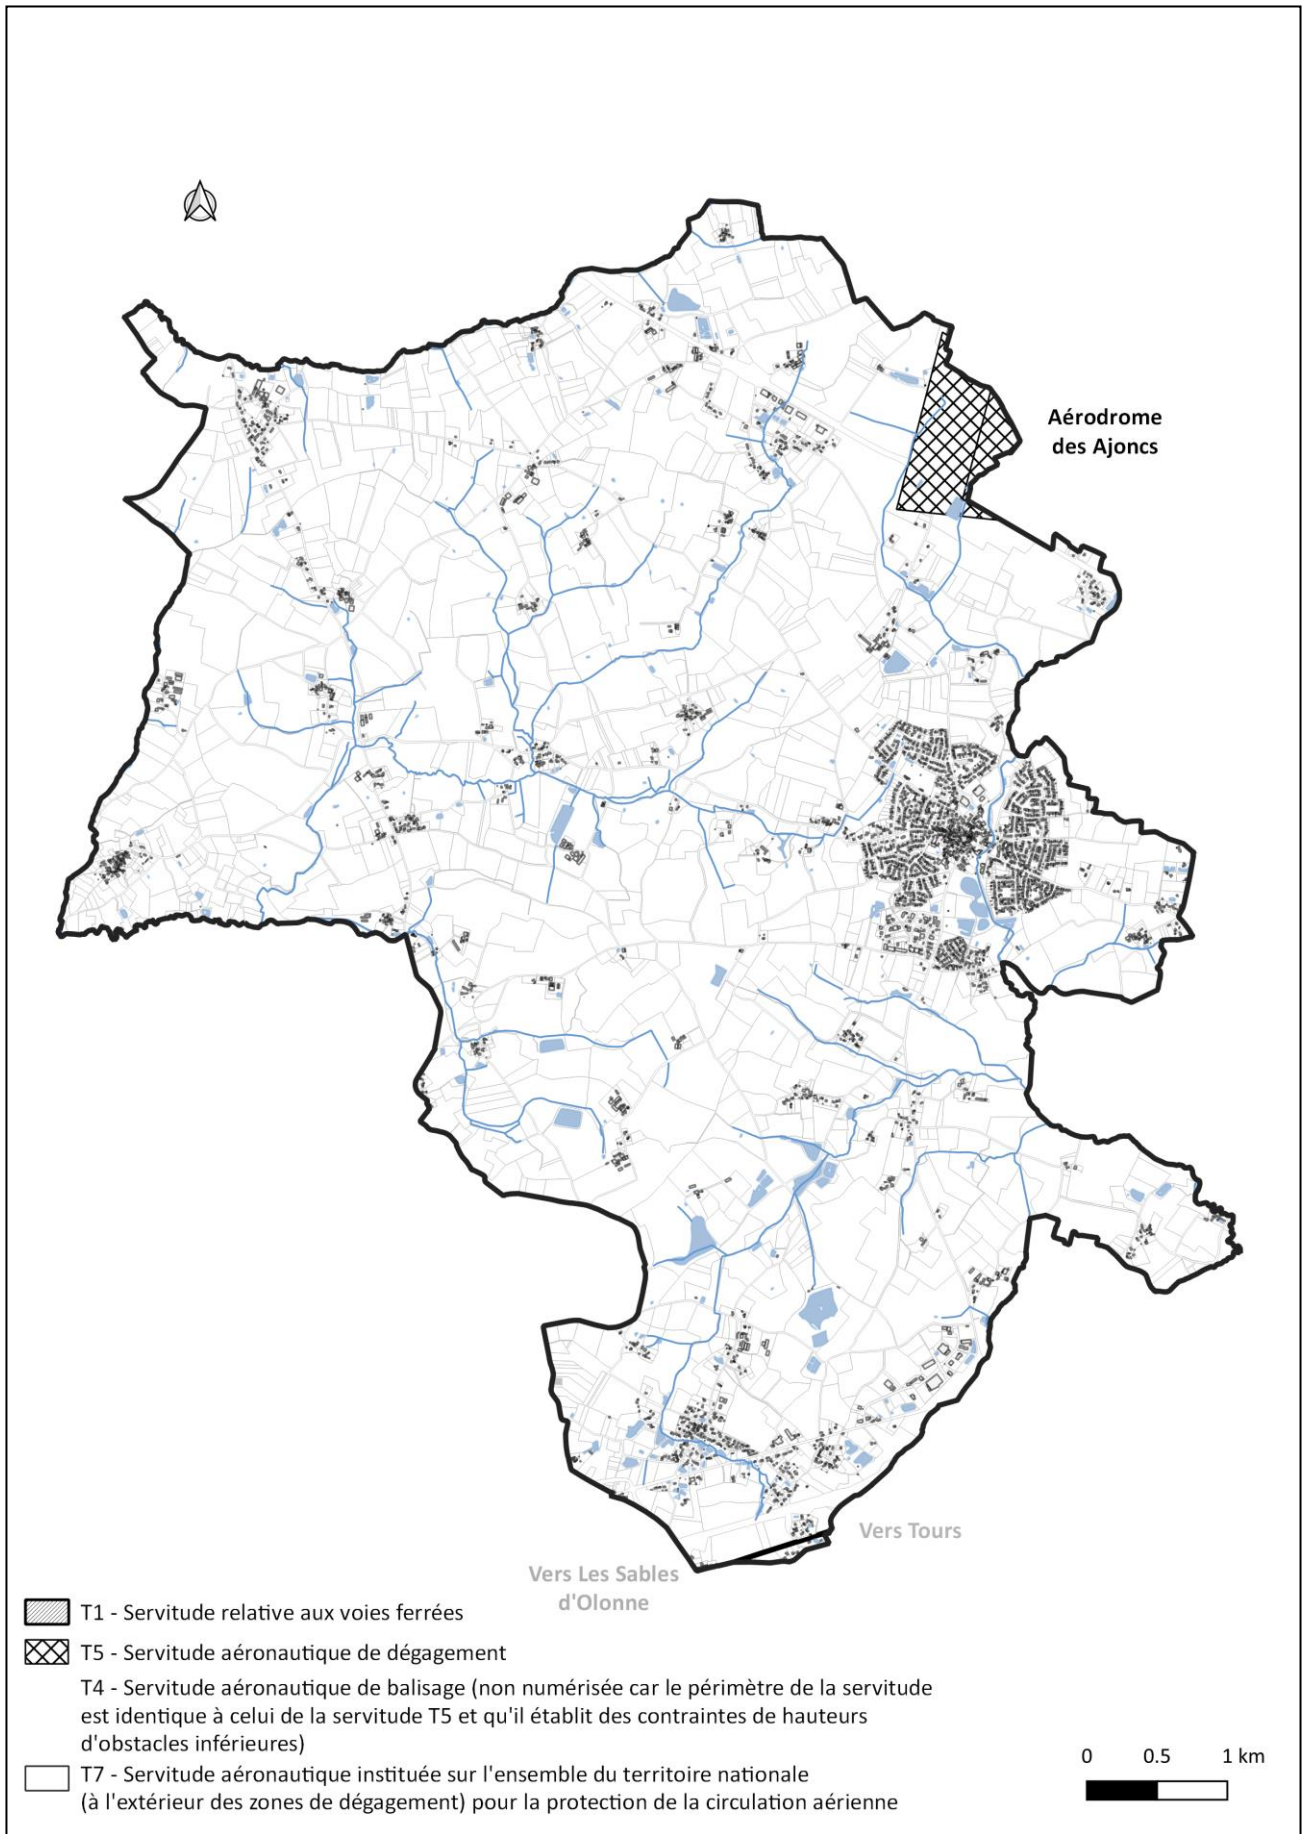 Aérodrome
des Ajoncs
Vers Tours
Vers Les Sables
d'Olonne
T1 - Servitude relative aux voies ferrées
T5 - Servitude aéronautique de dégagement
T4 - Servitude aéronautique de balisage (non numérisée car le périmètre de la servitude
est identique à celui de la servitude T5 et qu'il établit des contraintes de hauteurs
d'obstacles inférieures)
T7 - Servitude aéronautique instituée sur l'ensemble du territoire nationale
(à l'extérieur des zones de dégagement) pour la protection de la circulation aérienne
0 0.5 1 km